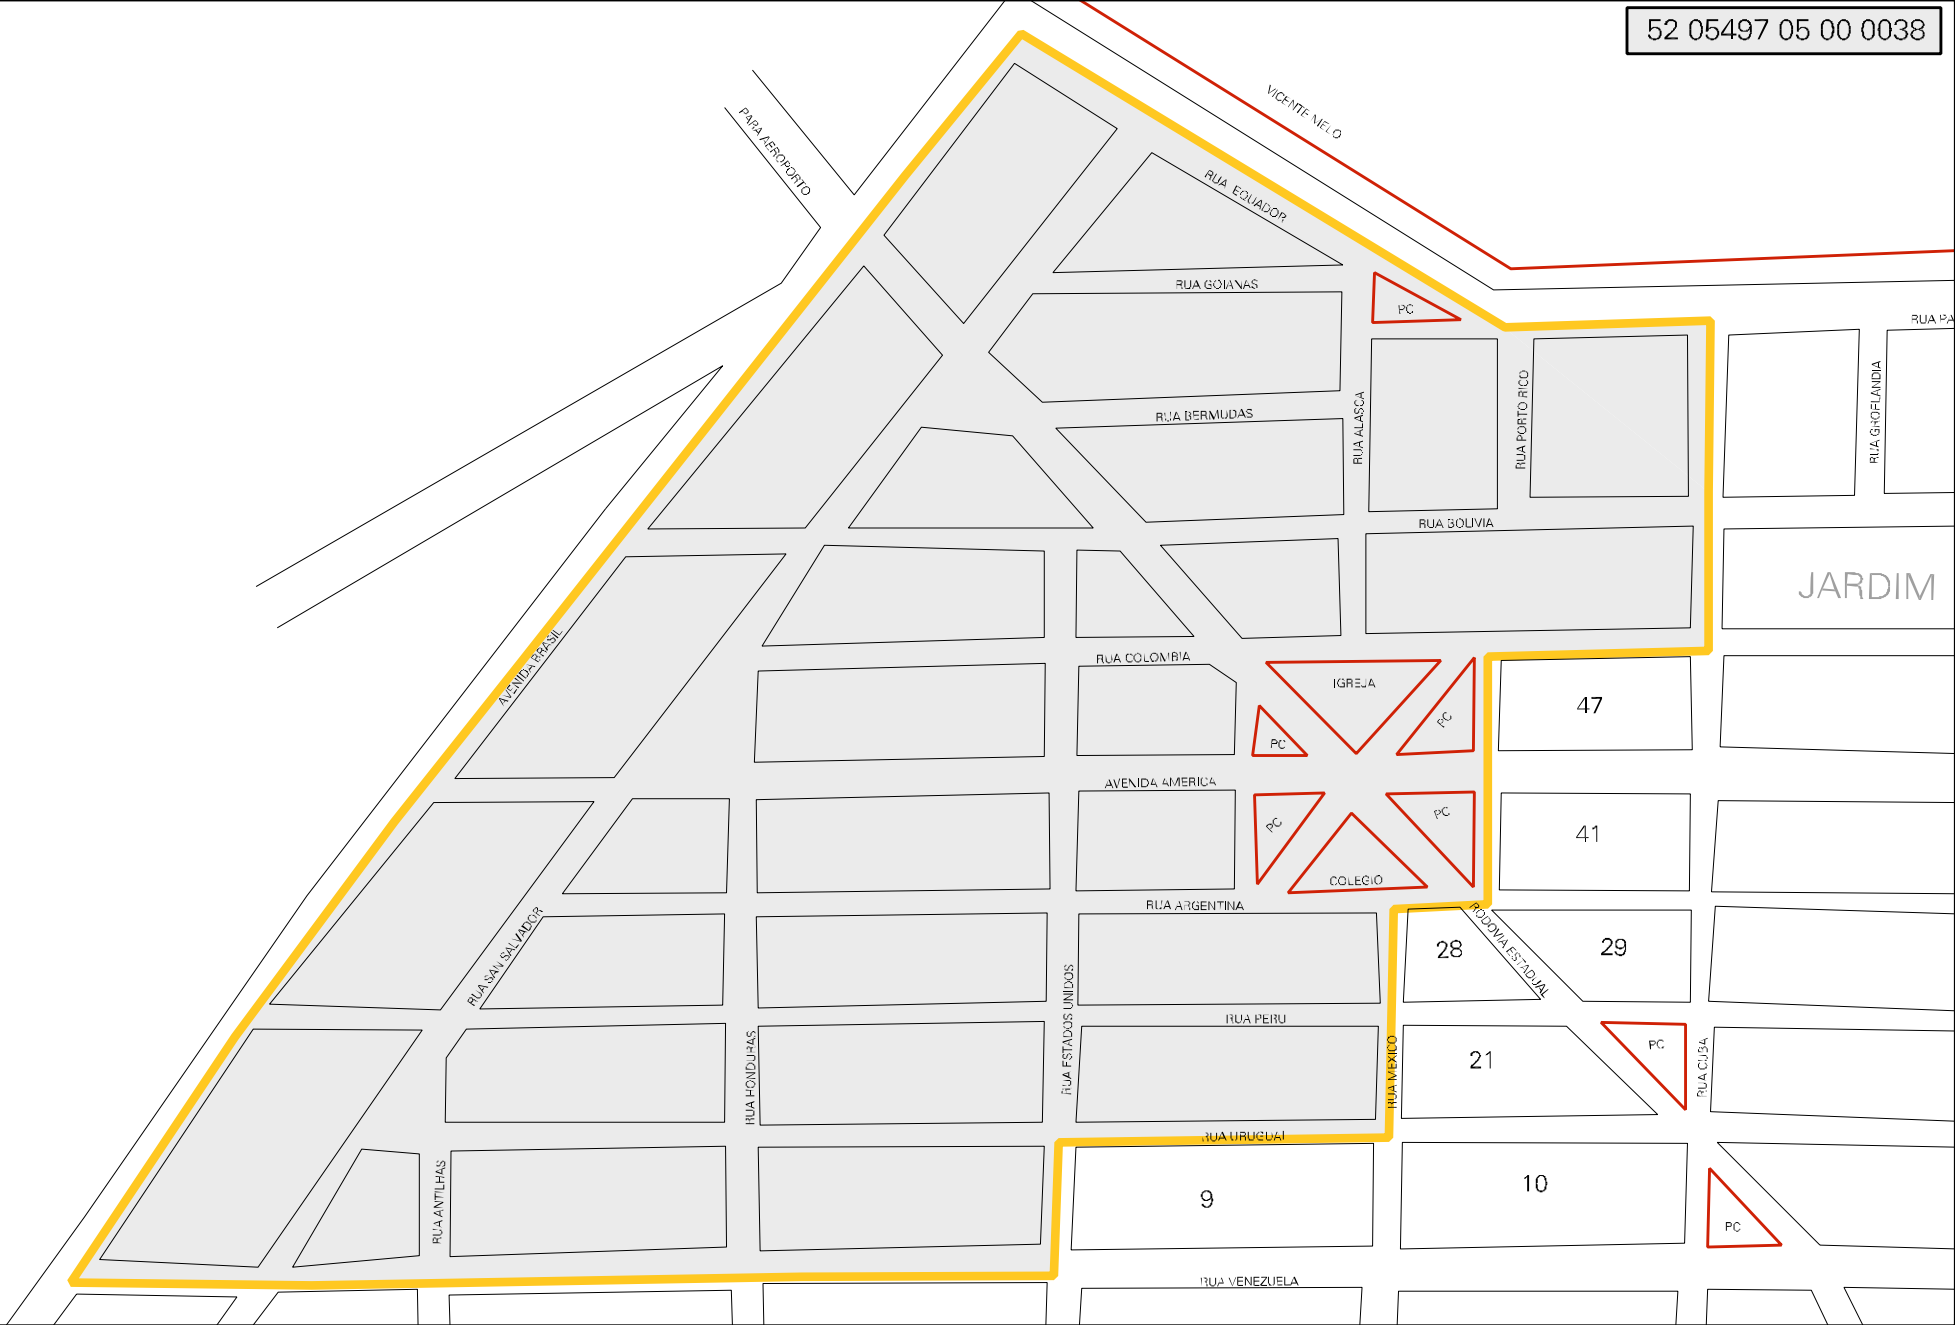 52 05497 05 00 0038
VICENTE MELO
PARA AEROPORTO
RUA EQUADOR
RUA GOIANAS
PC
RUA PA
RUA GROFLANDIA
RUA PORTO RICO
RUA ALASCA
RUA BERMUDAS
RUA BOLIVIA
JARDIM
AVENIDA BRASIL
RUA COLOMBIA
IGREJA
PC
PC
47
AVENIDA AMERICA
PC
PC
41
COLEGIO
RUA ARGENTINA
RUA SAN SALVADOR
RODOVIA ESTADUAL
28
29
RUA ESTADOS UNIDOS
RUA PERU
RUA HONDURAS
RUA MEXICO
21
PC
RUA CUBA
RUA URUGUAI
RUA ANTILHAS
9
10
PC
RUA VENEZUELA